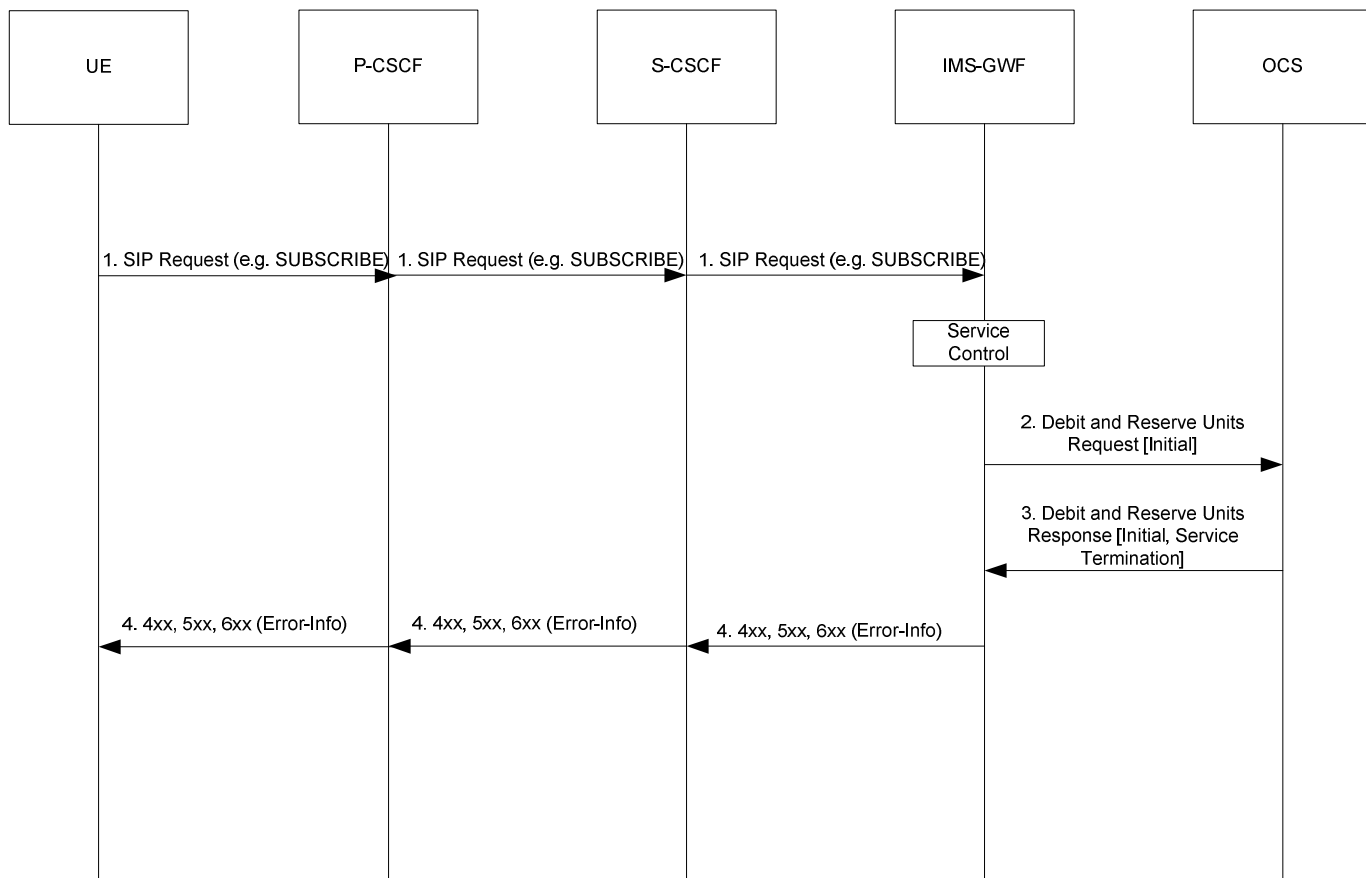 UE
P-CSCF
S-CSCF
IMS-GWF
OCS
1. SIP Request (e.g. SUBSCRIBE)
1. SIP Request (e.g. SUBSCRIBE)
1. SIP Request (e.g. SUBSCRIBE)
Service
Control
2. Debit and Reserve Units
Request [Initial]
3. Debit and Reserve Units
Response [Initial, Service
Termination]
4. 4xx, 5xx, 6xx (Error-Info)
4. 4xx, 5xx, 6xx (Error-Info)
4. 4xx, 5xx, 6xx (Error-Info)